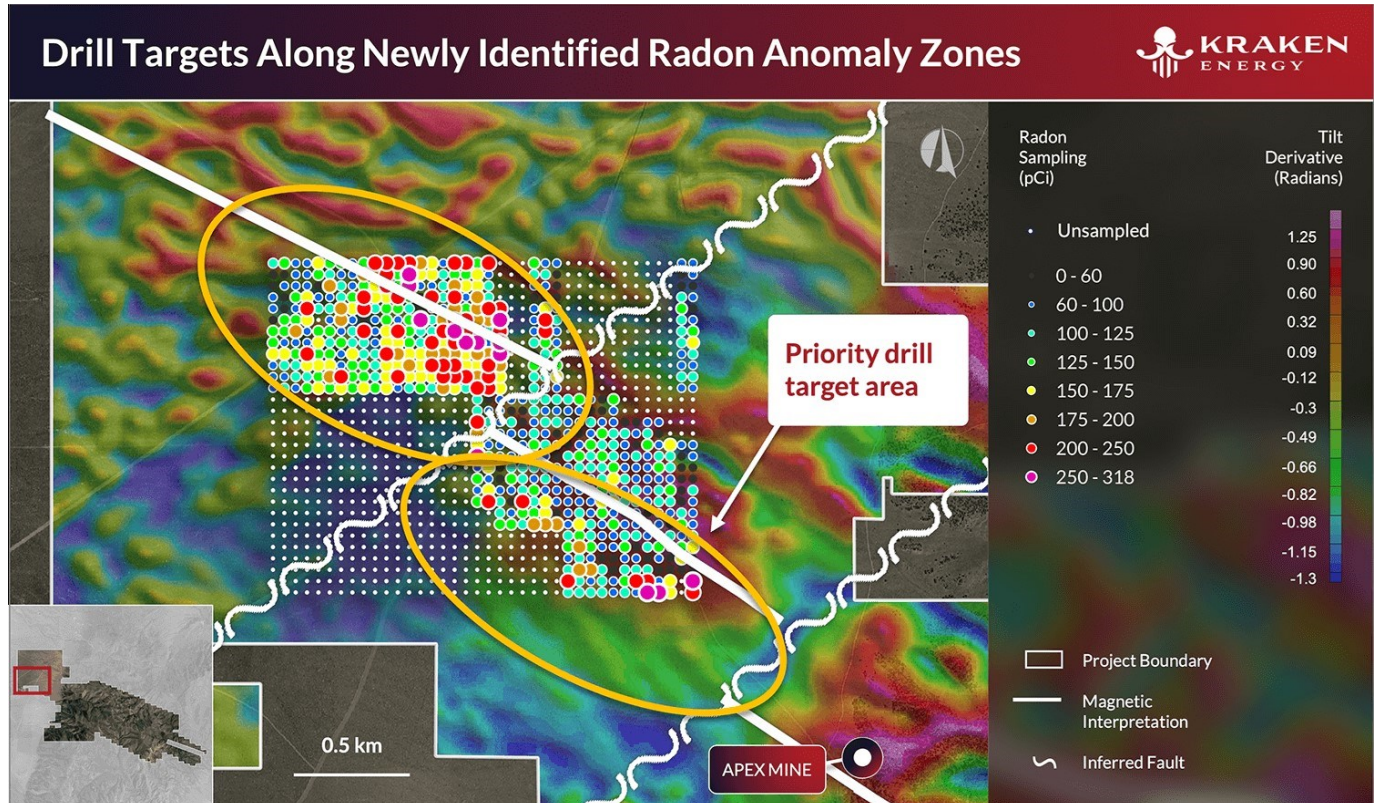 Drill Targets Along Newly Identified Radon Anomaly Zones
KRAKEN
ENERGY
Radon
Sampling
(pCi)
Unsampled
0 - 60
60 - 100
100 - 125
125 - 150
150 - 175
175 - 200
200 - 250
250 - 318
Tilt
Derivative
(Radians)
1.25
0.90
0.60
0.32
0.09
-0.12
-0.3
-0.49
-0.66
-0.82
-0.98
-1.15
-1.3
Priority drill
target area
Project Boundary
Magnetic
Interpretation
Inferred Fault
0.5 km
APEX MINE